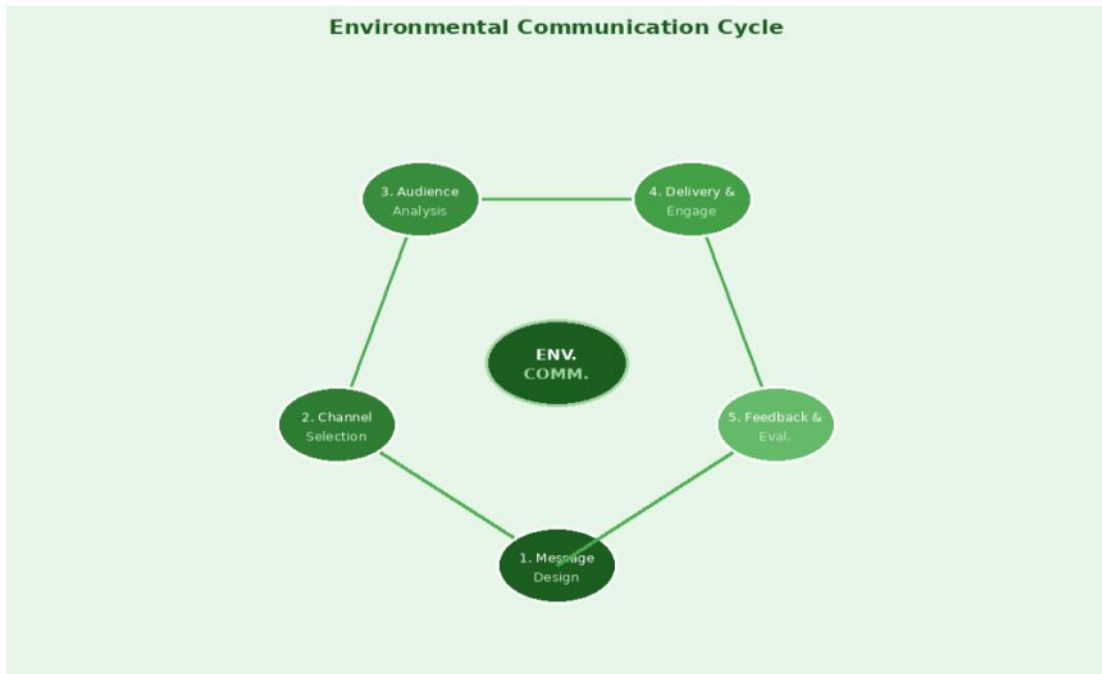 Environmental Communication Cycle
3. Audience
Analysis
4. Delivery &
Engage
ENV.
COMM.
2. Channel
Selection
5. Feedback &
Eval.
1. Message
Design